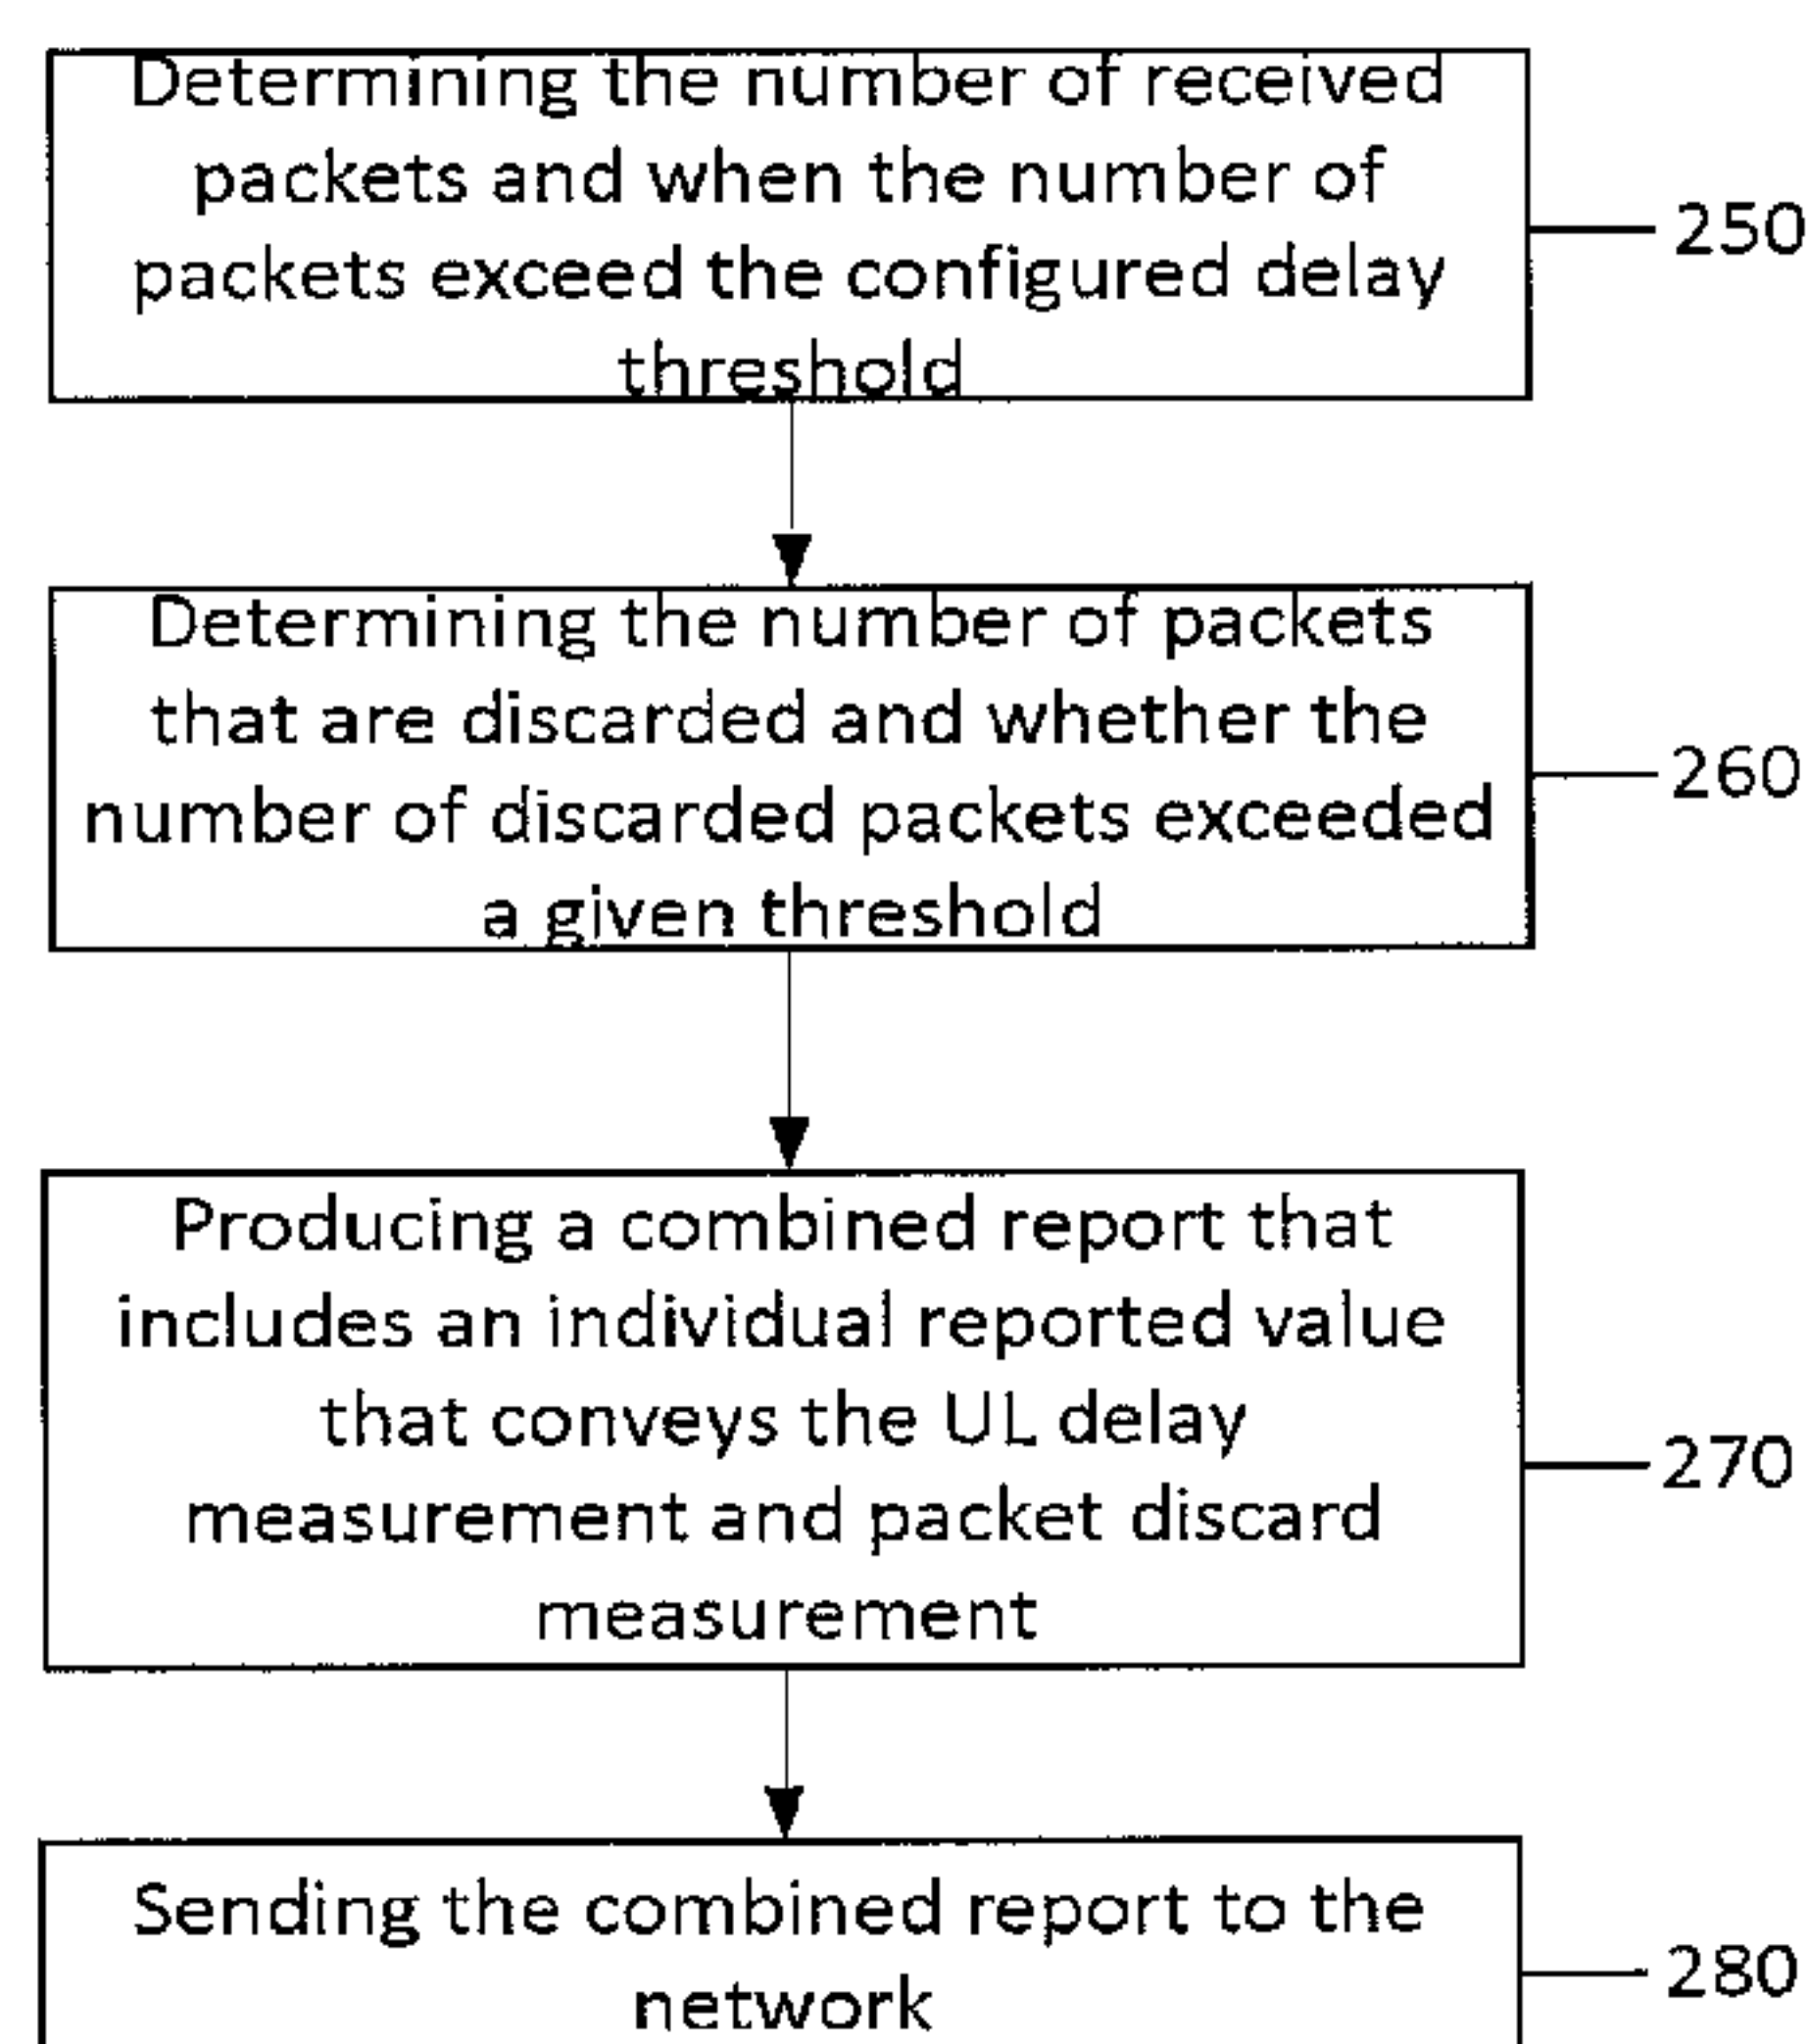 Determining the number of received
packets and when the number of
packets exceed the configured delay
threshold
250
Determining the number of packets
that are discarded and whether the
number of discarded packets exceeded
a given threshold
260
Producing a combined report that
includes an individual reported value
that conveys the UL delay
measurement and packet discard
measurement
270
Sending the combined report to the
network
280